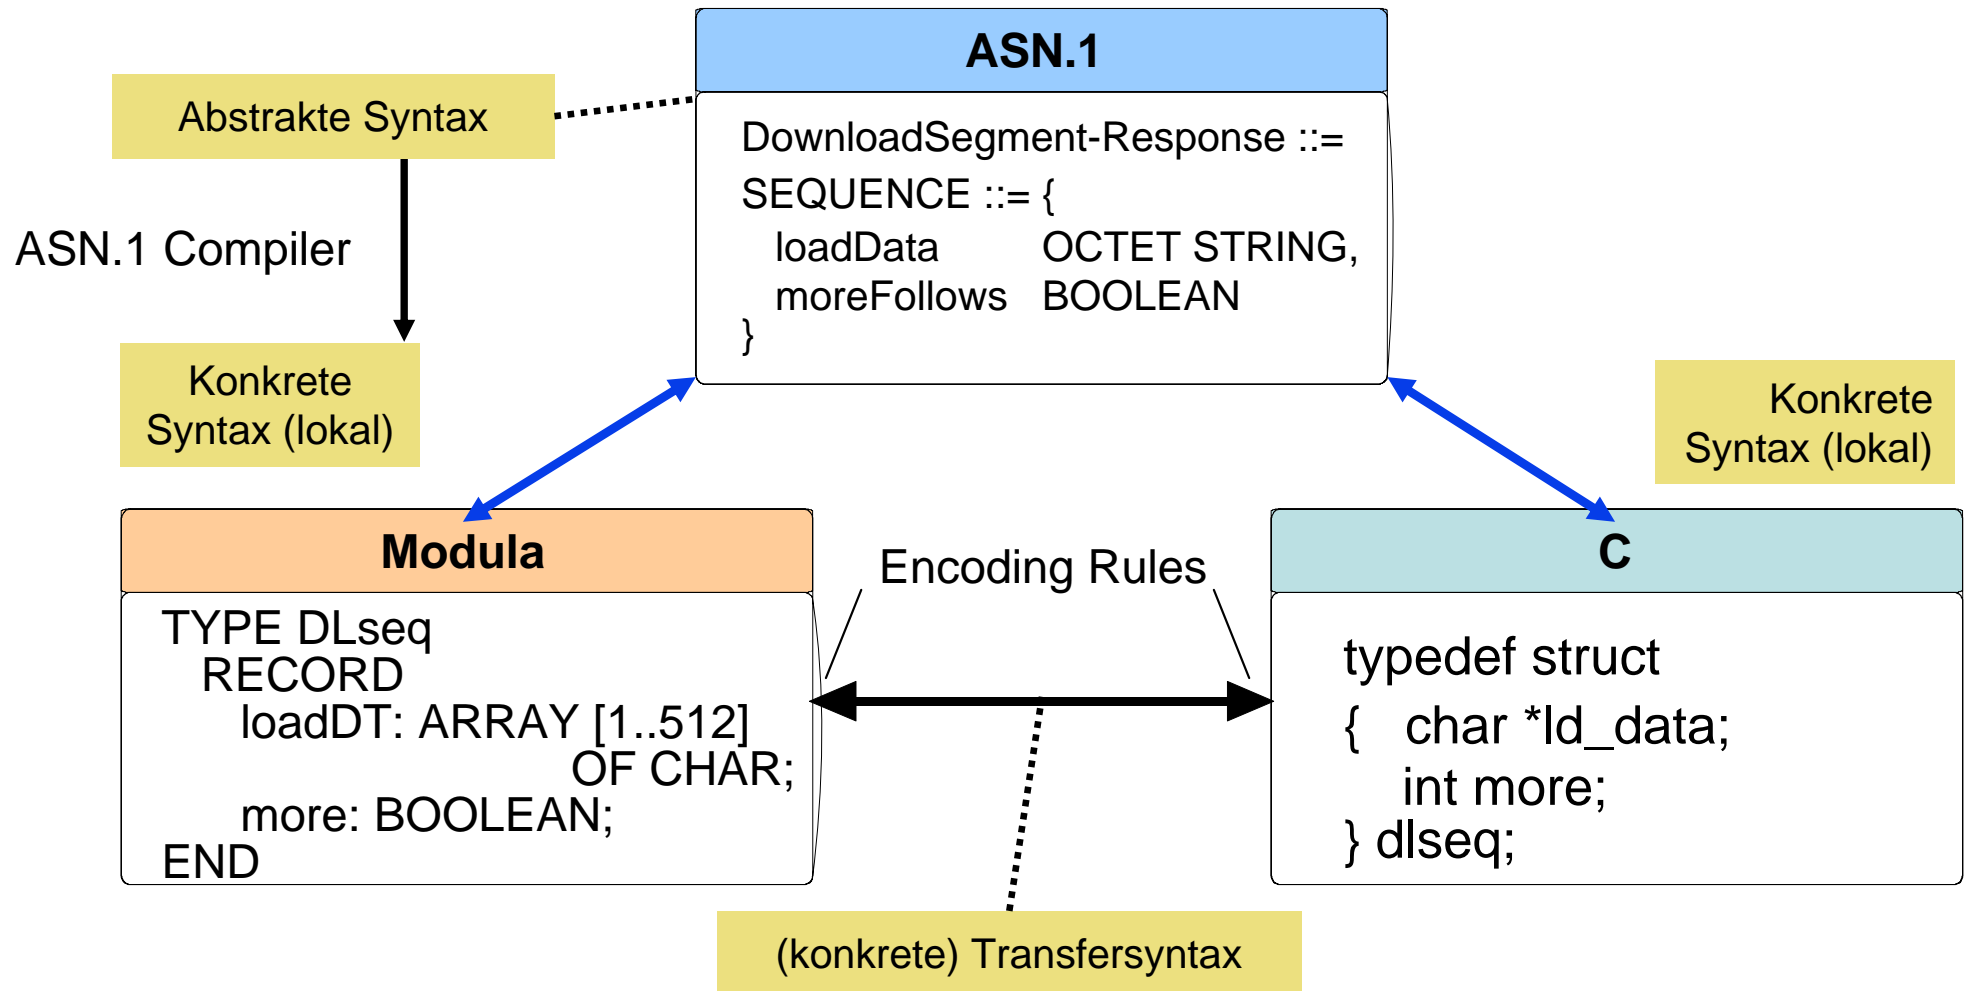 ASN.1
Abstrakte Syntax
DownloadSegment-Response ::=
SEQUENCE ::= {
loadData OCTET STRING,
moreFollows BOOLEAN
}
ASN.1 Compiler
Konkrete
Syntax (lokal)
Konkrete
Syntax (lokal)
Modula
TYPE DLseq
RECORD
loadDT: ARRAY [1..512]
OF CHAR;
more: BOOLEAN;
END
Encoding Rules
C
typedef struct
{ char *ld_data;
int more;
} dlseq;
(konkrete) Transfersyntax